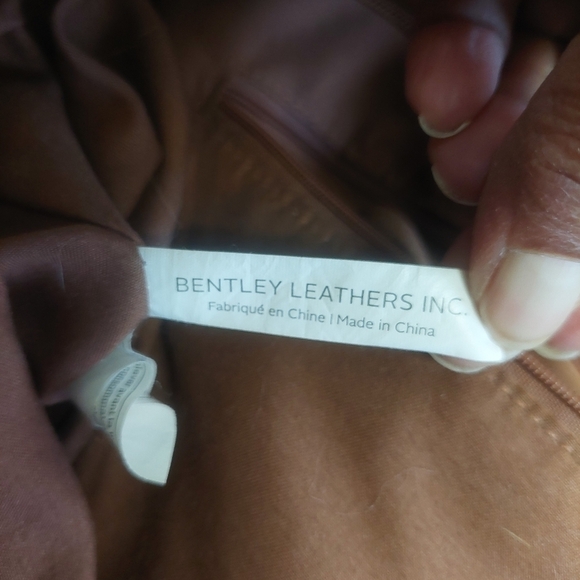 BENTLEY LEATHERS INC.
Fabriqué en Chine | Made in China